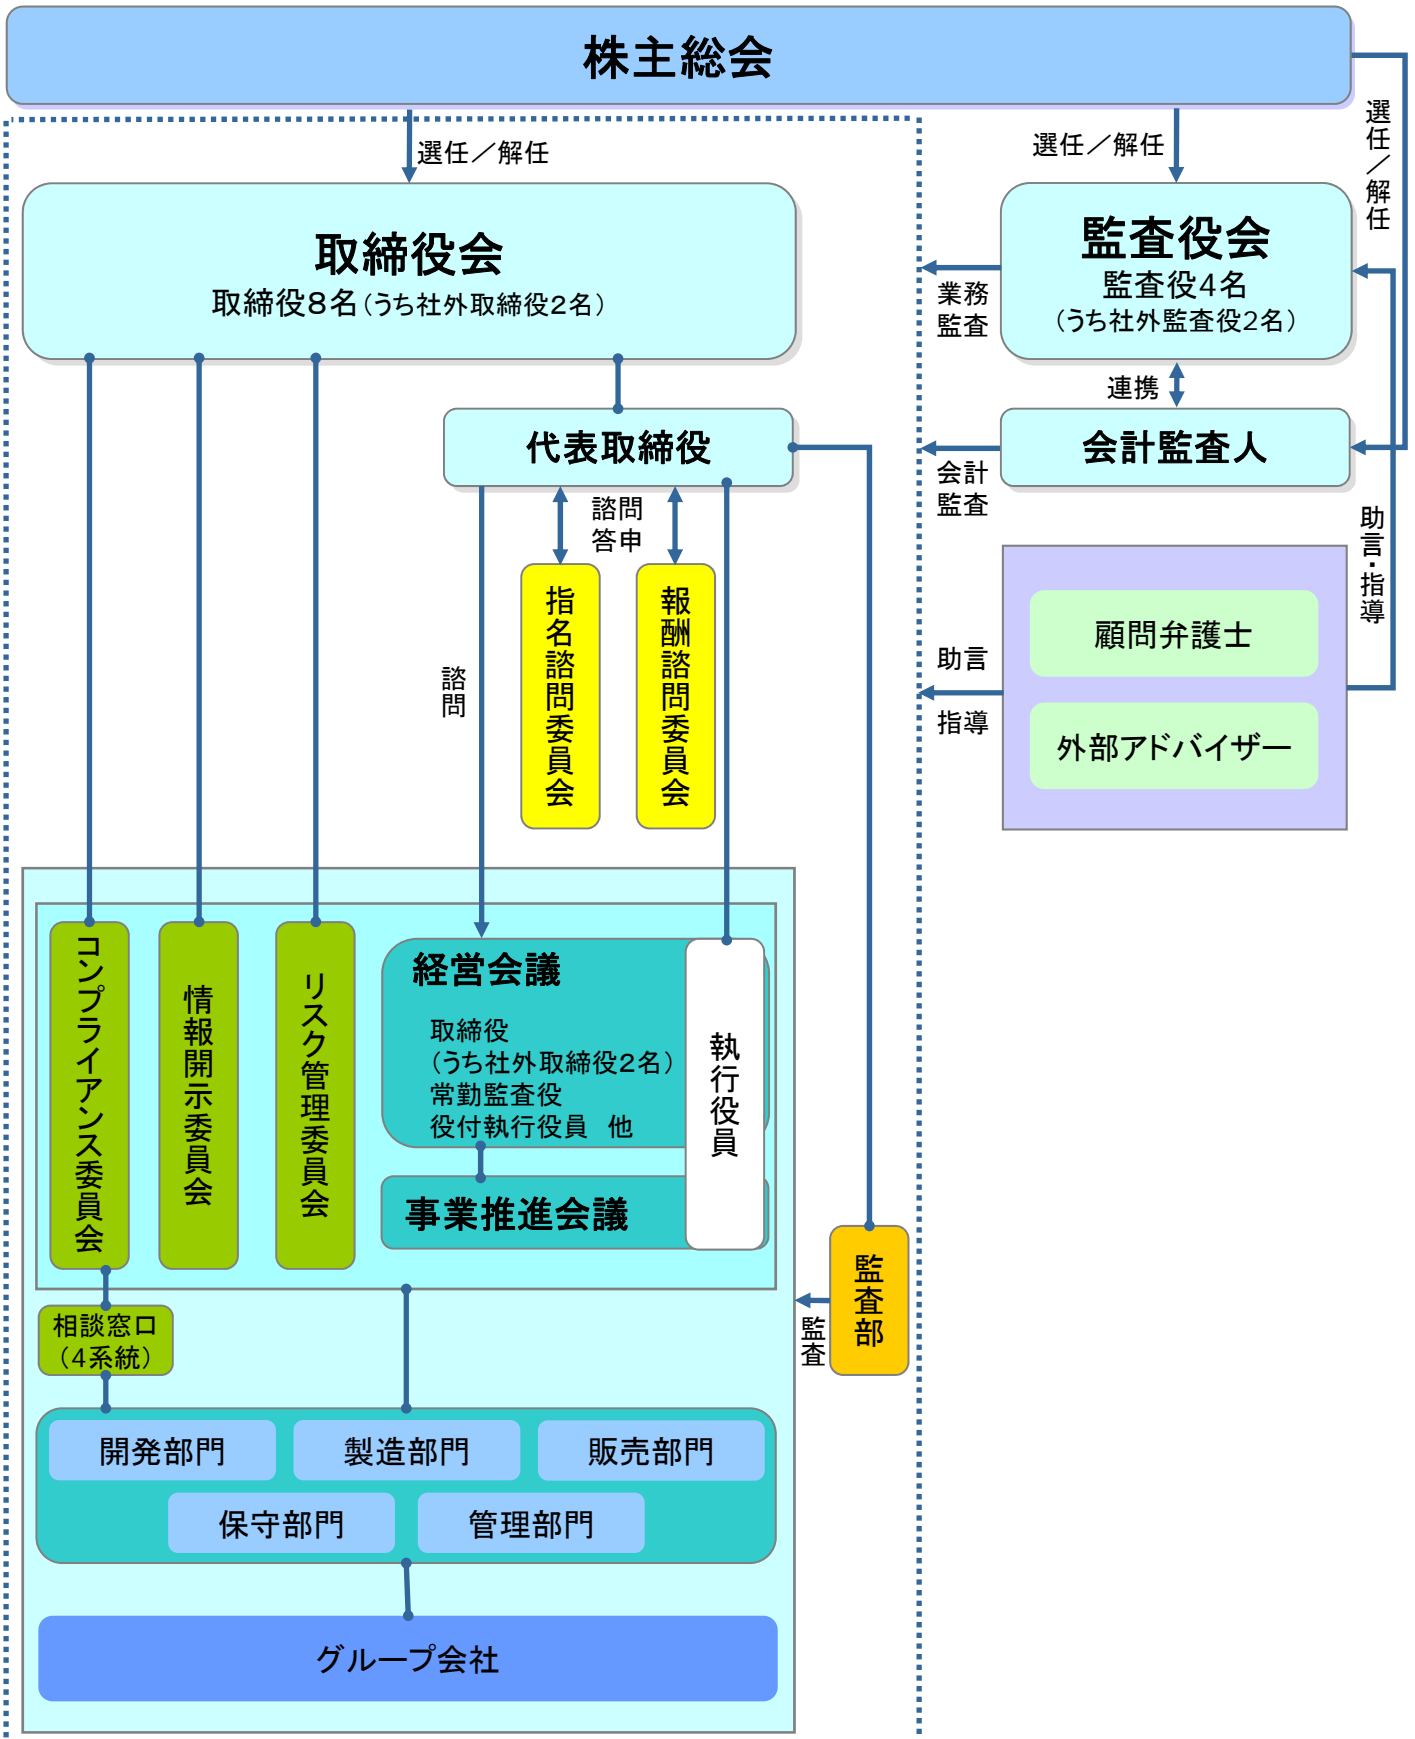 株主総会
選任／解任
選任／解任
選任／解任
取締役会
取締役８名（うち社外取締役２名）
監査役会
監査役４名
（うち社外監査役２名）
業務
監査
連携
代表取締役
会計監査人
会計
監査
諮問
答申
助言・指導
指名諮問委員会
報酬諮問委員会
諮問
顧問弁護士
外部アドバイザー
助言
指導
コンプライアンス委員会
情報開示委員会
リスク管理委員会
経営会議
取締役
（うち社外取締役２名）
常勤監査役
役付執行役員　他
執行役員
事業推進会議
監査部
監査
相談窓口
（４系統）
開発部門
製造部門
販売部門
保守部門
管理部門
グループ会社